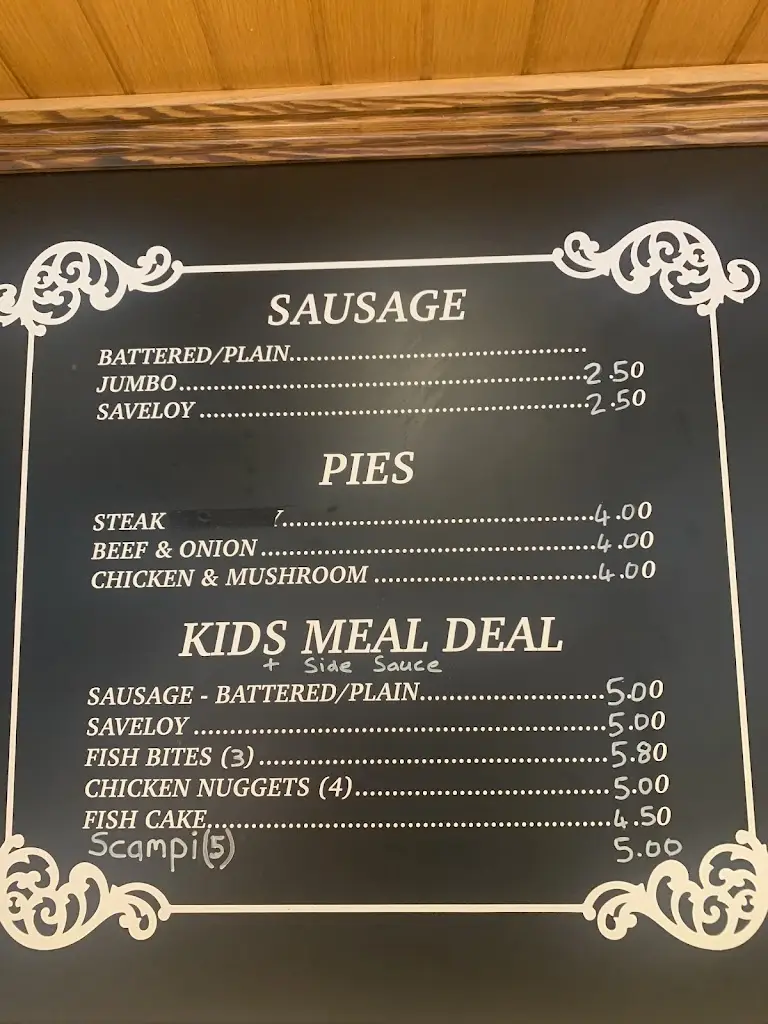 SAUSAGE
BATTERED/PLAIN..........
JUMBO..........2.50
SAVELOY..........2.50
PIES
STEAK Y..........4.00
BEEF & ONION..........4.00
CHICKEN & MUSHROOM..........4.00
KIDS MEAL DEAL
+ Side Sauce
SAUSAGE - BATTERED/PLAIN..........5.00
SAVELOY..........5.00
FISH BITES (3)..........5.80
CHICKEN NUGGETS (4)..........5.00
FISH CAKE..........4.50
Scampi(5) 5.00